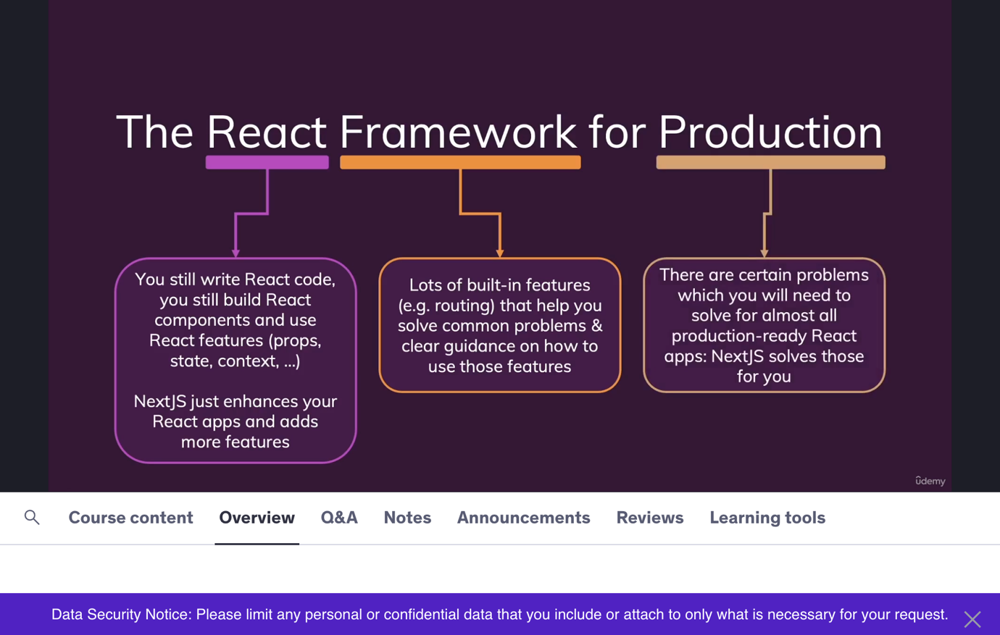 The React Framework for Production
You still write React code,
you still build React
components and use
React features (props,
state, context, ...)
NextJS just enhances your
React apps and adds
more features
Lots of built-in features
(e.g. routing) that help you
solve common problems &
clear guidance on how to
use those features
There are certain problems
which you will need to
solve for almost all
production-ready React
apps: NextJS solves those
for you
ûdemy
Course content Overview Q&A Notes Announcements Reviews Learning tools
Data Security Notice: Please limit any personal or confidential data that you include or attach to only what is necessary for your request.